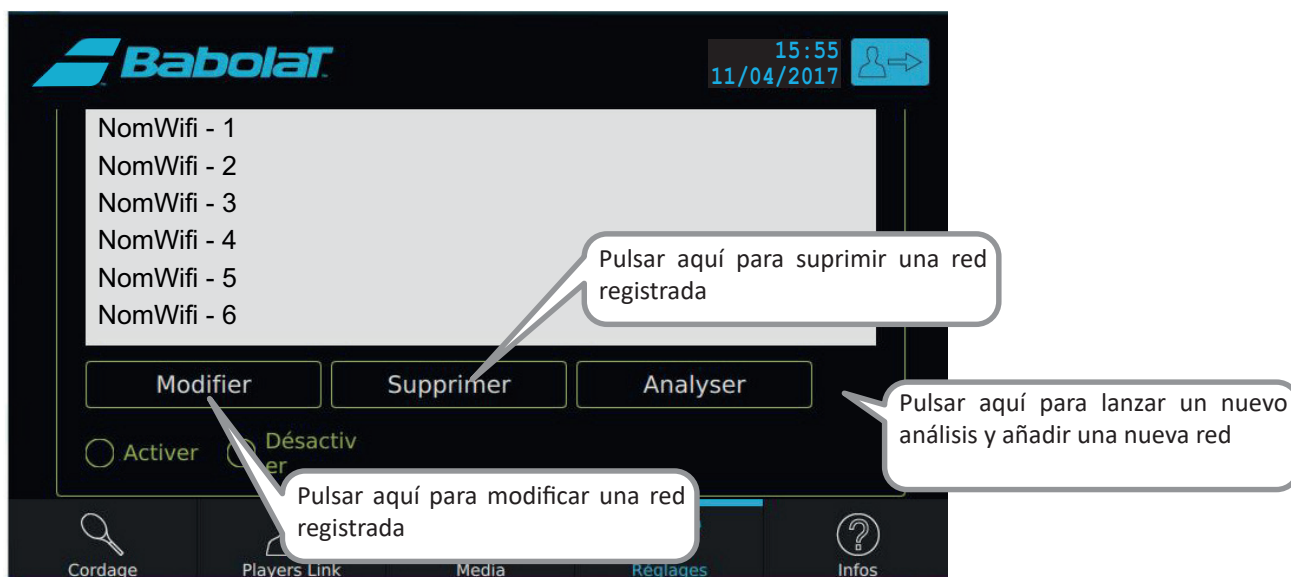 BabolaT
15:55
11/04/2017
NomWifi - 1
NomWifi - 2
NomWifi - 3
NomWifi - 4
NomWifi - 5
NomWifi - 6
Pulsar aquí para suprimir una red
registrada
Modifier
Supprimer
Analyser
Pulsar aquí para lanzar un nuevo
análisis y añadir una nueva red
Activer
Désactiv
er
Pulsar aquí para modificar una red
registrada
Cordage
Players Link
Media
Réglages
Infos